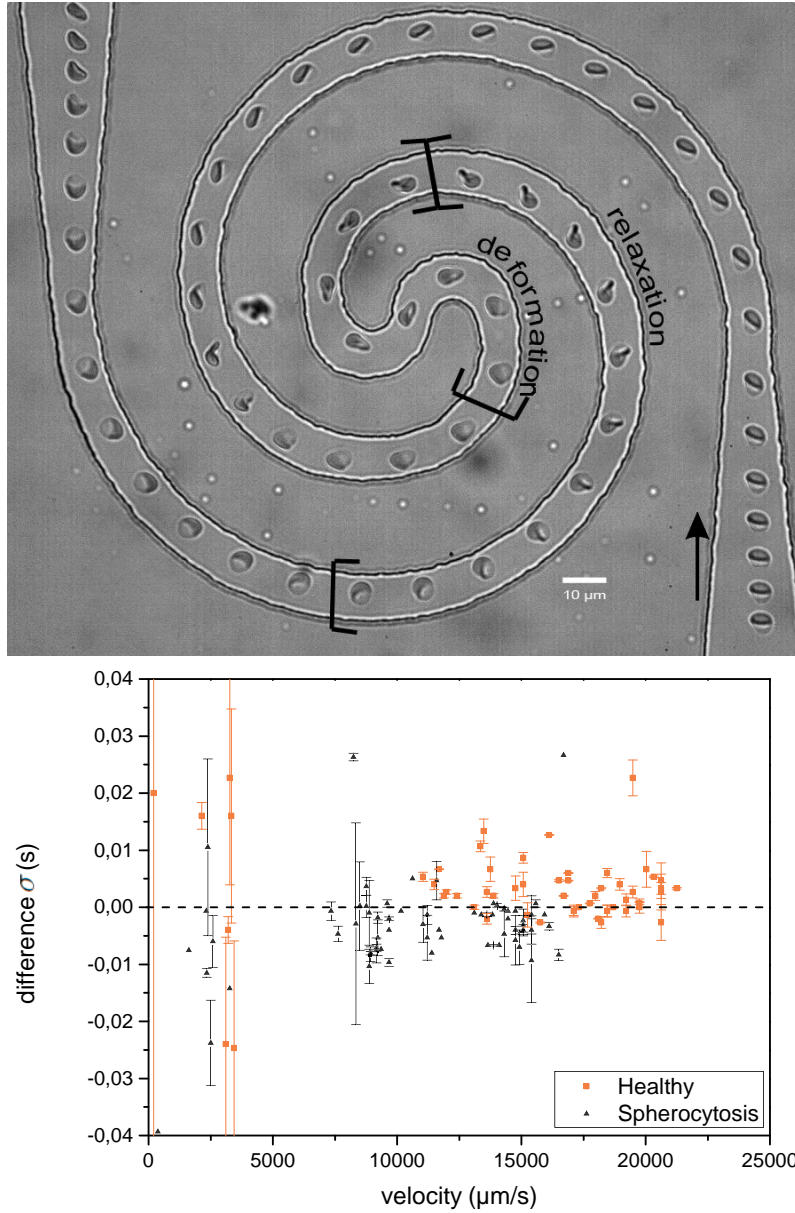 deformation
relaxation
10 µm
0,04
0,03
0,02
0,01
0,00
-0,01
-0,02
-0,03
-0,04
difference σ (s)
0
5000
10000
15000
20000
25000
velocity (µm/s)
Healthy
Spherocytosis